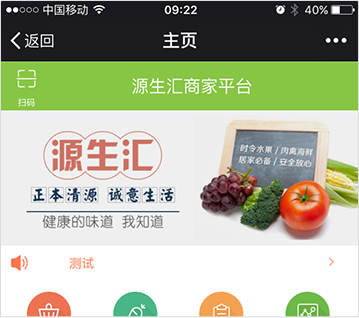 中国移动 09:22 40%
返回 主页
源生汇商家平台
扫码
源生汇
正本清源 诚意生活
健康的味道 我知道
时令水果 / 肉禽海鲜
居家必备 / 安全放心
测试